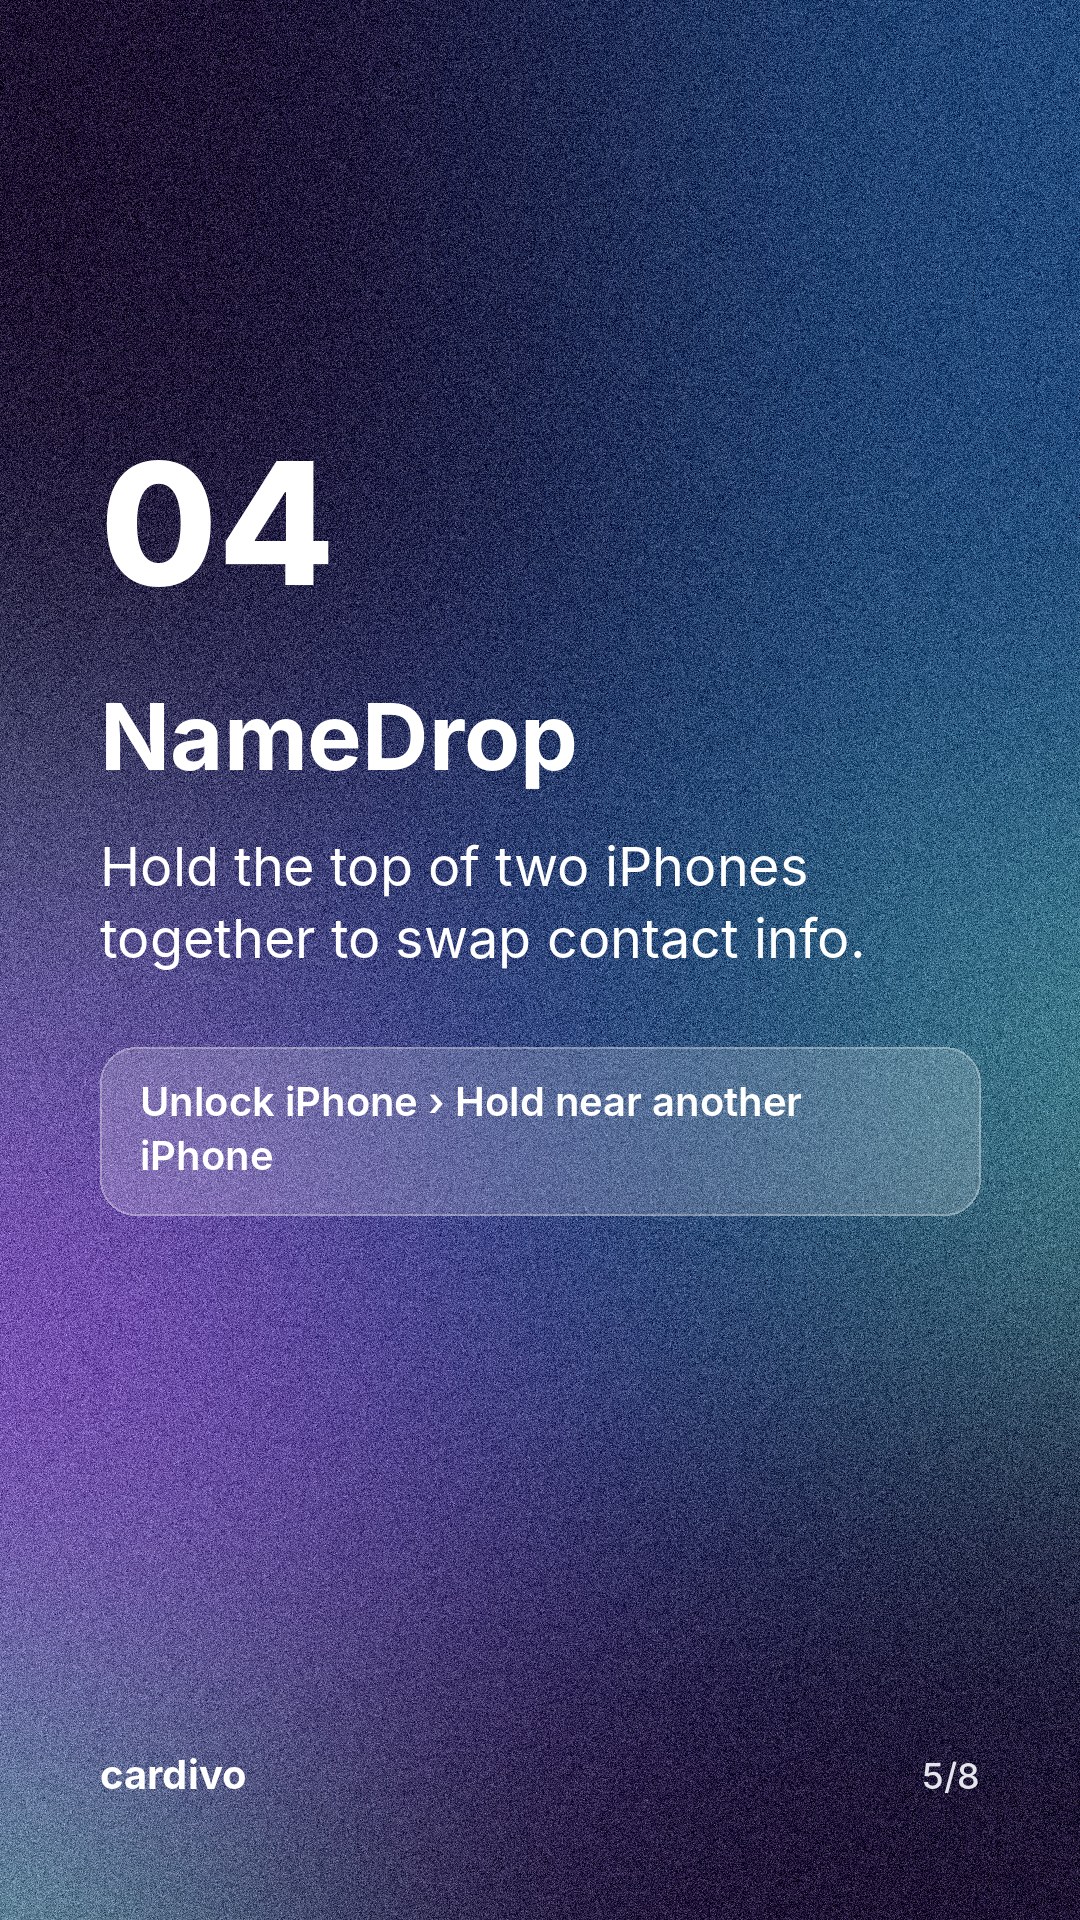 04
NameDrop
Hold the top of two iPhones
together to swap contact info.
Unlock iPhone › Hold near another
iPhone
cardivo
5/8